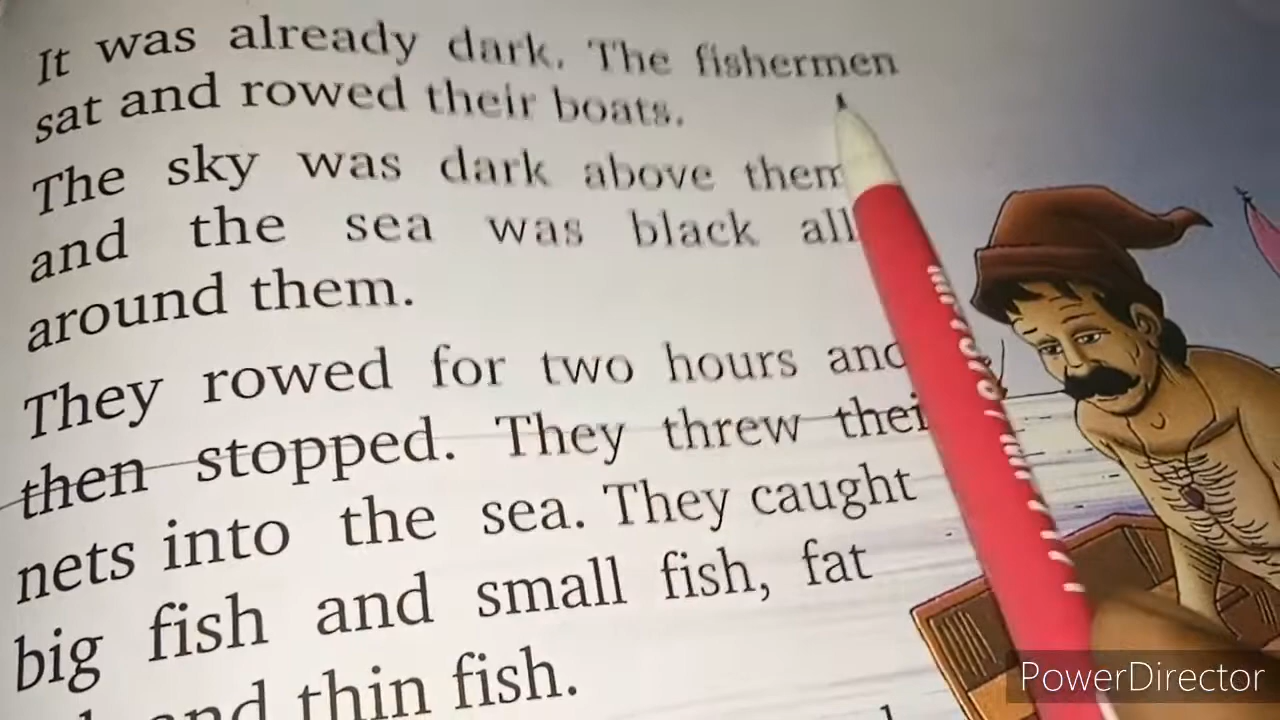 It was already dark. The fishermen
sat and rowed their boats.
The sky was dark above them
and the sea was black all
around them.
They rowed for two hours and
then stopped. They threw thei
nets into the sea. They caught
big fish and small fish, fat
and thin fish.
PowerDirector